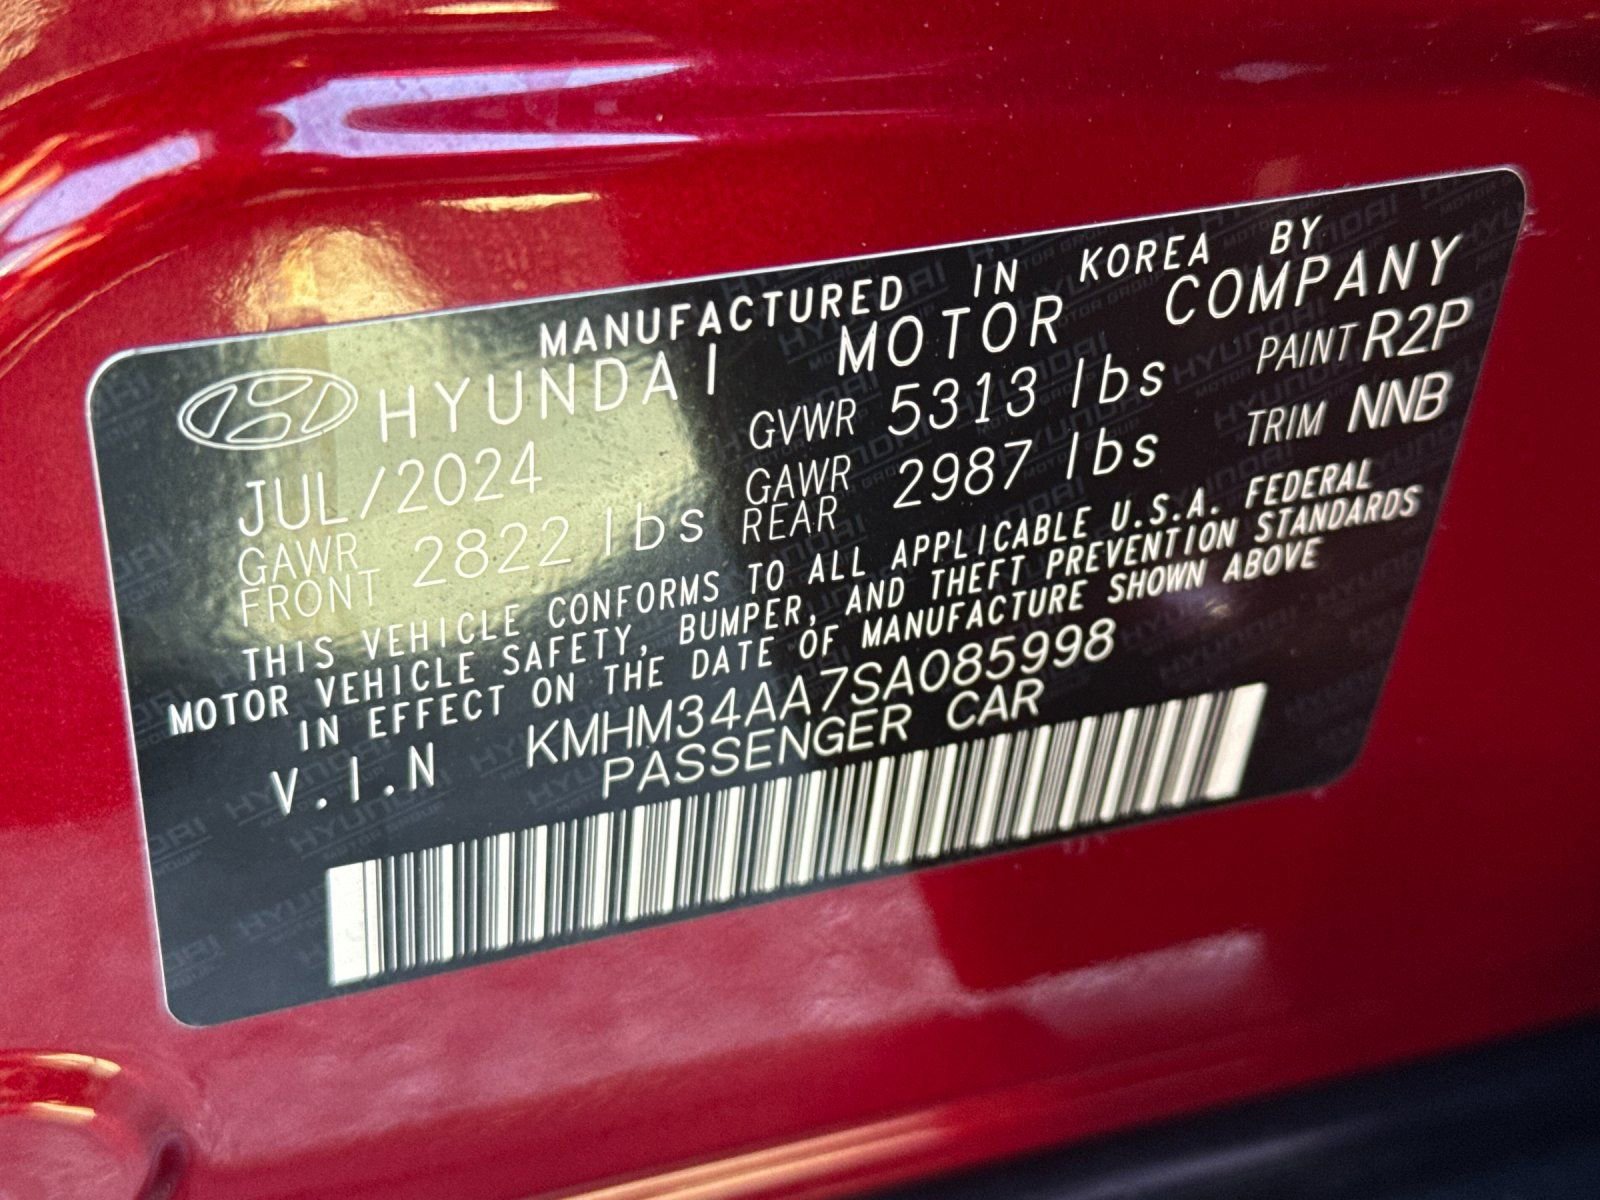 MANUFACTURED IN KOREA BY
HYUNDAI MOTOR COMPANY
JUL/2024 GVWR 5313 lbs PAINT R2P
GAWR FRONT 2822 lbs GAWR REAR 2987 lbs TRIM NNB
THIS VEHICLE CONFORMS TO ALL APPLICABLE U.S.A. FEDERAL
MOTOR VEHICLE SAFETY, BUMPER, AND THEFT PREVENTION STANDARDS
IN EFFECT ON THE DATE OF MANUFACTURE SHOWN ABOVE
V.I.N KMHM34AA7SA085998
PASSENGER CAR